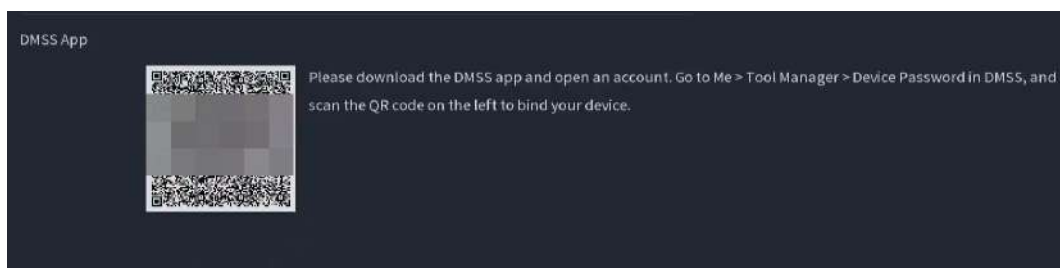 DMSS App
Please download the DMSS app and open an account. Go to Me > Tool Manager > Device Password in DMSS, and
scan the QR code on the left to bind your device.